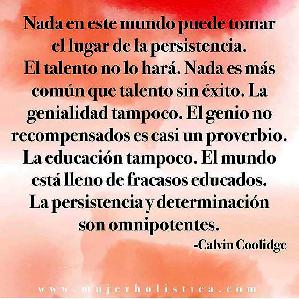 Nada en este mundo puede tomar
el lugar de la persistencia.
El talento no lo hará. Nada es más
común que talento sin éxito. La
genialidad tampoco. El genio no
recompensados es casi un proverbio.
La educación tampoco. El mundo
está lleno de fracasos educados.
La persistencia y determinación
son omnipotentes.
-Calvin Coolidge
www.mujerholistica.com